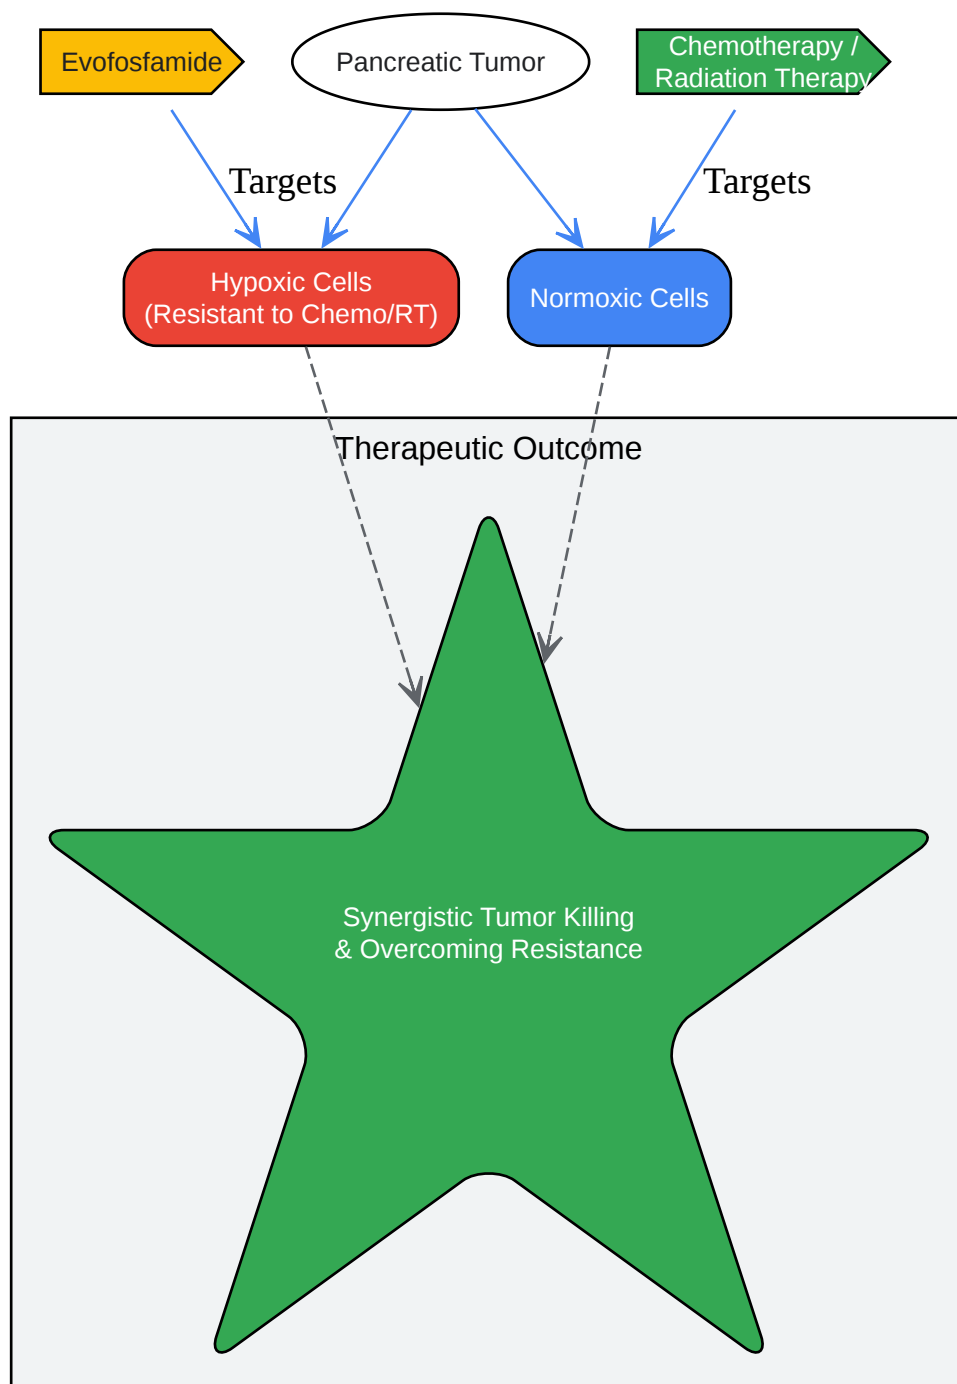 Evofosfamide
Pancreatic Tumor
Chemotherapy /
Radiation Therapy
Targets
Targets
Hypoxic Cells
(Resistant to Chemo/RT)
Normoxic Cells
Therapeutic Outcome
Synergistic Tumor Killing
& Overcoming Resistance